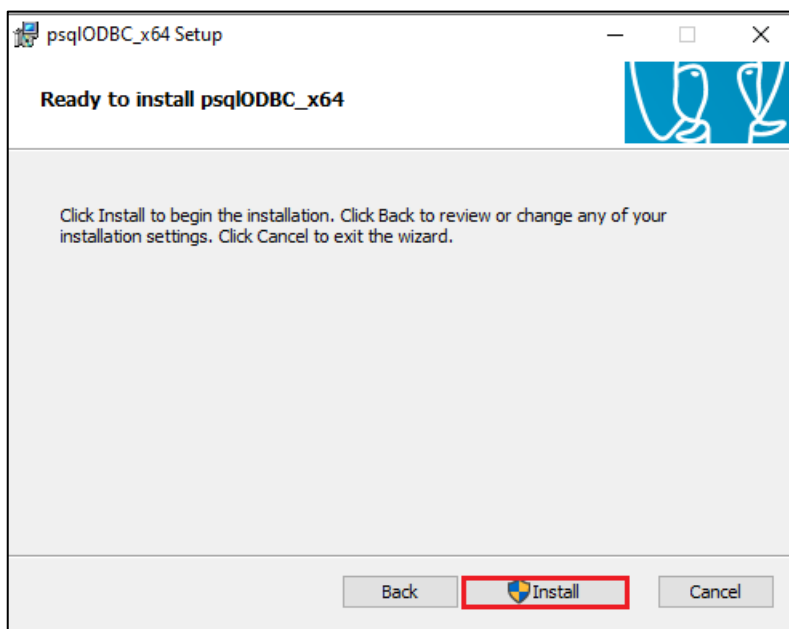 psqlODBC_x64 Setup
Ready to install psqlODBC_x64
Click Install to begin the installation. Click Back to review or change any of your
installation settings. Click Cancel to exit the wizard.
Back Install Cancel